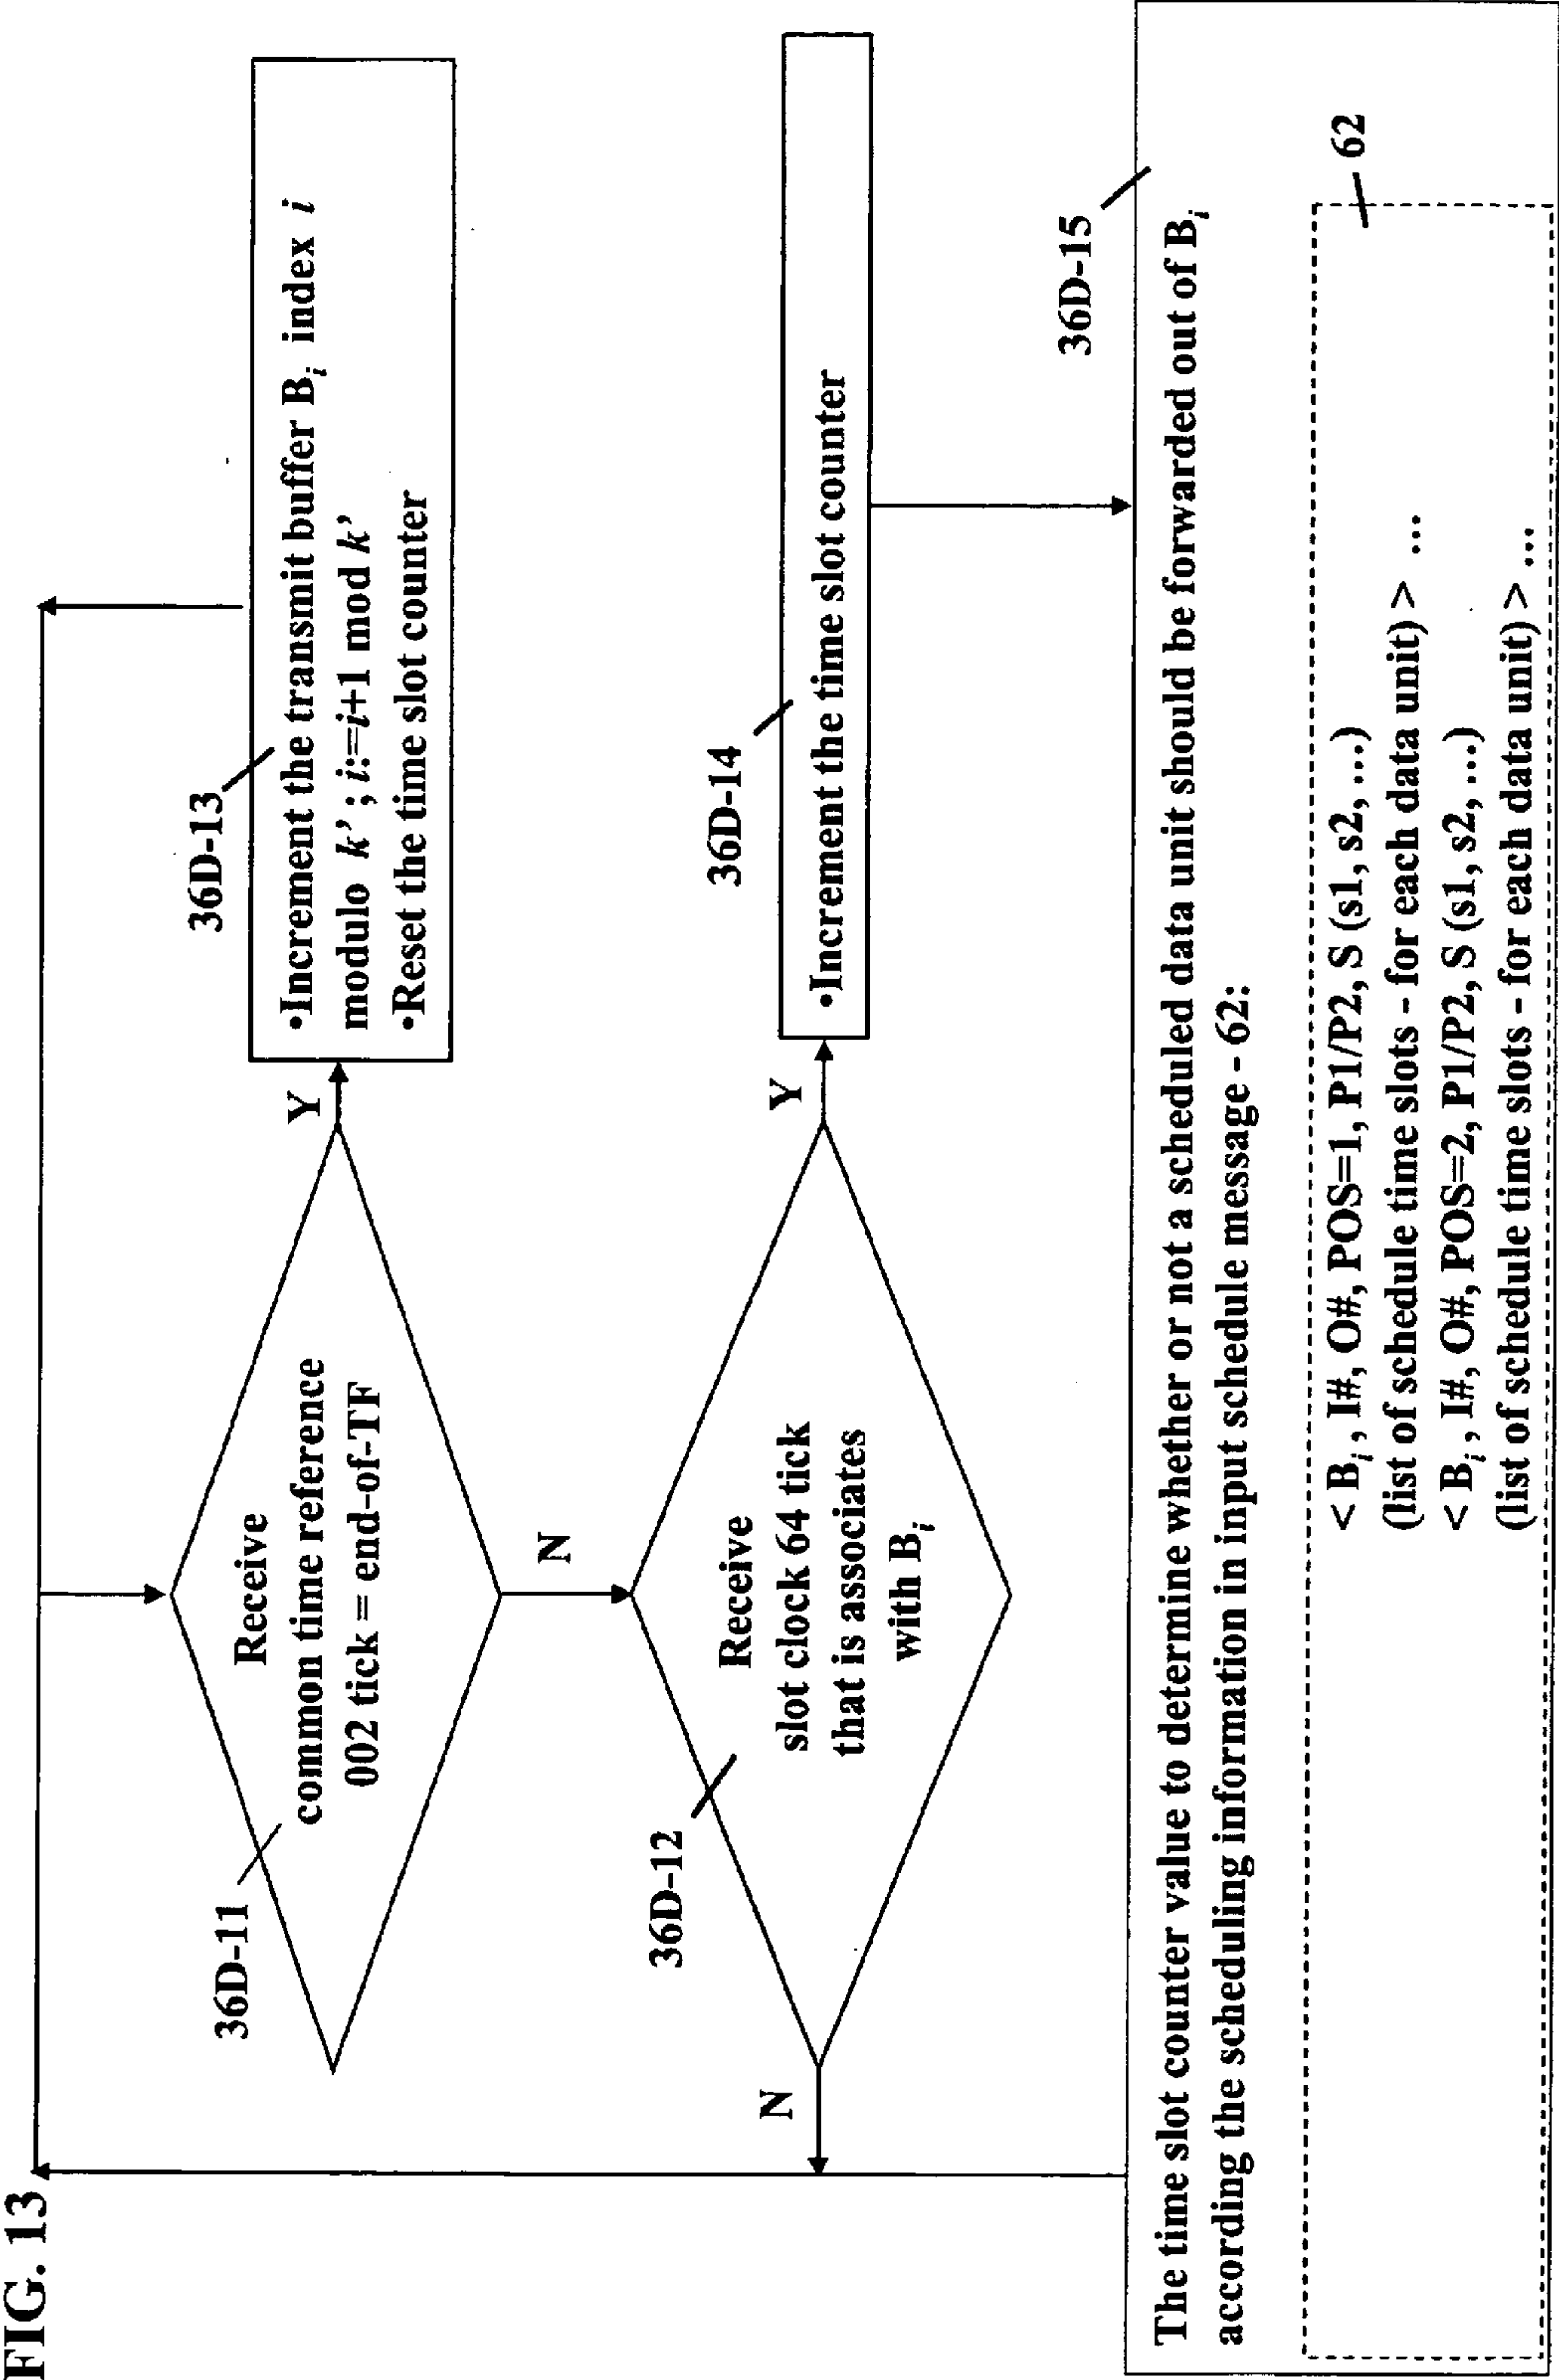 FIG. 13
36D-11
Receive
common time reference
002 tick = end-of-TF
Y
36D-13
•Increment the transmit buffer Bi index i
modulo k' ; i:=i+1 mod k'
•Reset the time slot counter
N
36D-12
Receive
slot clock 64 tick
that is associates
with Bi
N
Y
36D-14
•Increment the time slot counter
36D-15
The time slot counter value to determine whether or not a scheduled data unit should be forwarded out of Bi
according the scheduling information in input schedule message - 62:
62
< Bi , I#, O#, POS=1, P1/P2, S (s1, s2, ...)
(list of schedule time slots - for each data unit) > ...
< Bi , I#, O#, POS=2, P1/P2, S (s1, s2, ...)
(list of schedule time slots - for each data unit) > ...